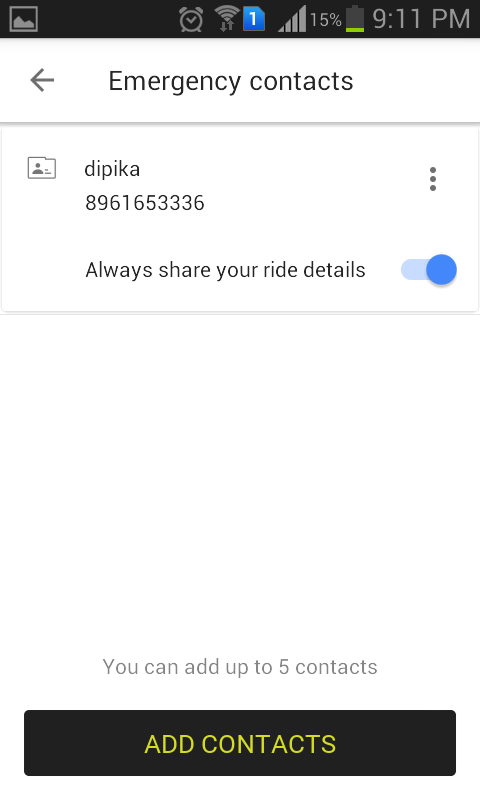 1 15% 9:11 PM
Emergency contacts
dipika
8961653336
Always share your ride details
You can add up to 5 contacts
ADD CONTACTS